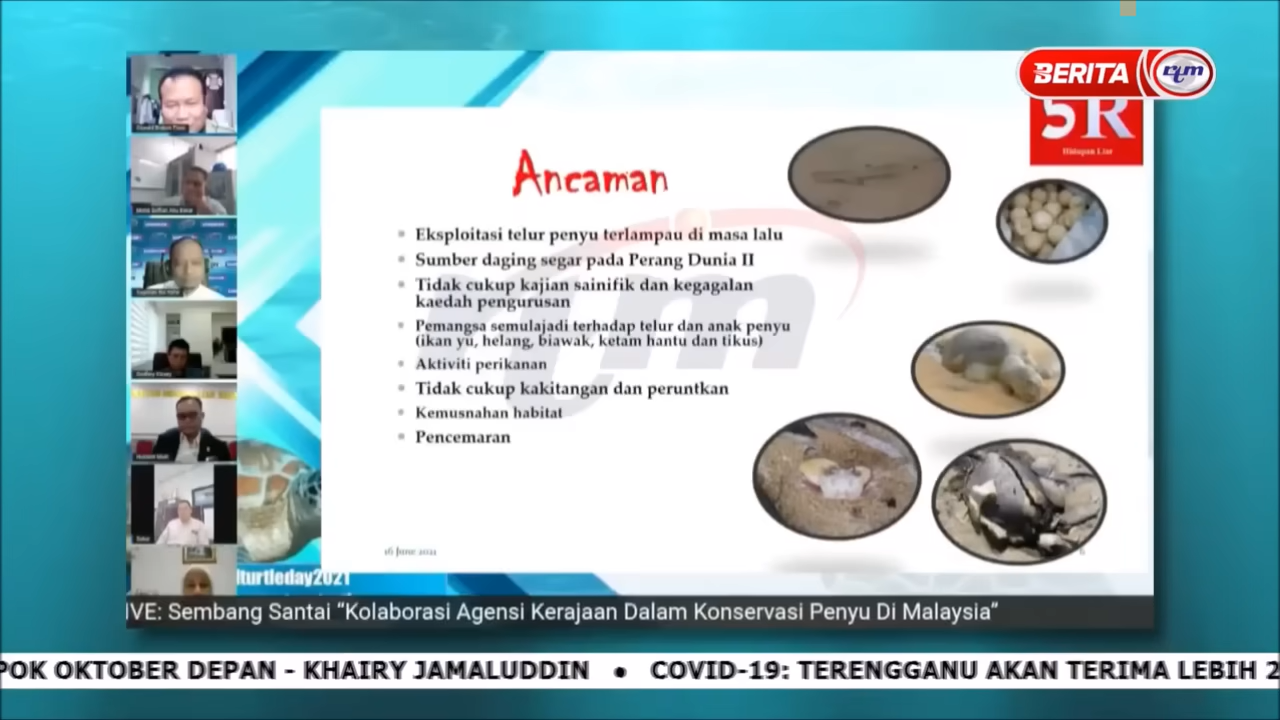 BERITA
rtm
5R
Hidupan Liar
Ancaman
Eksploitasi telur penyu terlampau di masa lalu
Sumber daging segar pada Perang Dunia II
Tidak cukup kajian sainifik dan kegagalan
kaedah pengurusan
Pemangsa semulajadi terhadap telur dan anak penyu
(ikan yu, helang, biawak, ketam hantu dan tikus)
Aktiviti perikanan
Tidak cukup kakitangan dan peruntkan
Kemusnahan habitat
Pencemaran
16 June 2021
lturtleday2021
IVE: Sembang Santai “Kolaborasi Agensi Kerajaan Dalam Konservasi Penyu Di Malaysia”
POK OKTOBER DEPAN - KHAIRY JAMALUDDIN • COVID-19: TERENGGANU AKAN TERIMA LEBIH 2